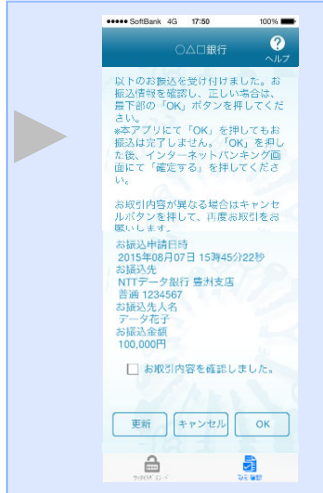 ●●●●● SoftBank 4G 17:50 100%
○△□銀行
?
ヘルプ
以下のお振込を受け付けました。お
振込情報を確認し、正しい場合は、
最下部の「OK」ボタンを押してくだ
さい。
※本アプリにて「OK」を押してもお
振込は完了しません。「OK」を押し
た後、インターネットバンキング画
面にて「確定する」を押してくださ
い。
お取引内容が異なる場合はキャンセ
ルボタンを押して、再度お取引をお
願いします。
お振込申請日時
2015年08月07日 15時45分22秒
お振込先
NTTデータ銀行 豊洲支店
普通 1234567
お振込先人名
データ花子
お振込金額
100,000円
お取引内容を確認しました。
更新 キャンセル OK